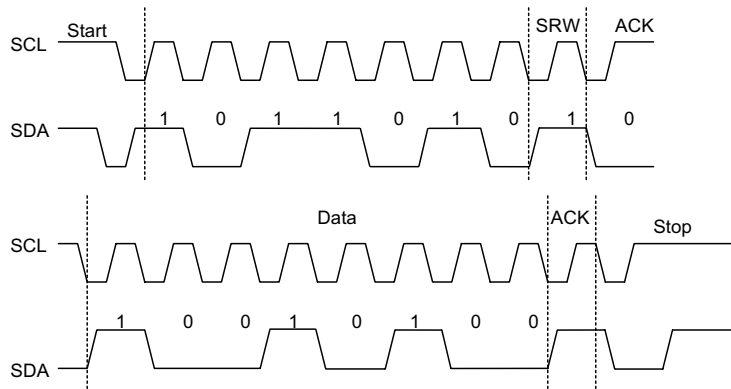 Start SRW ACK
SCL
1 0 1 1 0 1 0 1 0
SDA
Data ACK Stop
SCL
1 0 0 1 0 1 0 0
SDA